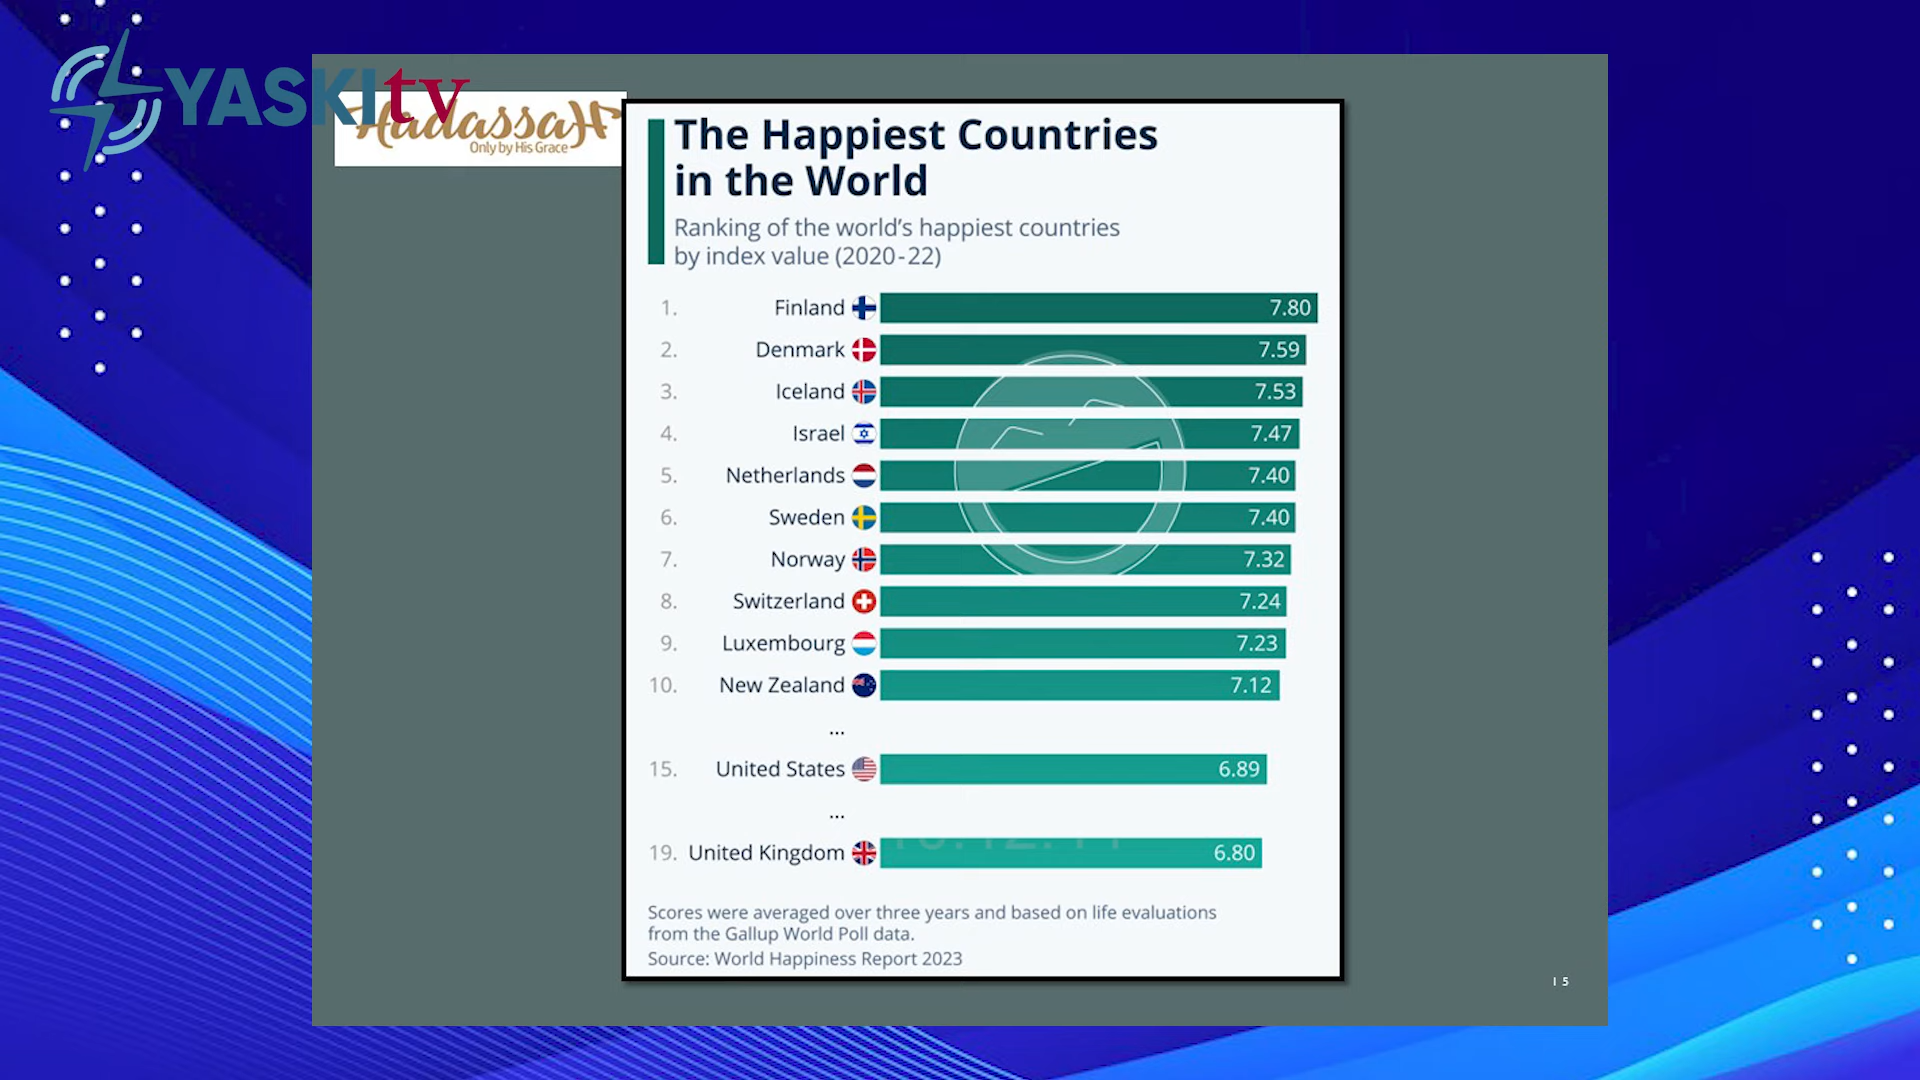 YASKItv
Hadassah
Only by His Grace
The Happiest Countries
in the World
Ranking of the world's happiest countries
by index value (2020-22)
1. Finland 7.80
2. Denmark 7.59
3. Iceland 7.53
4. Israel 7.47
5. Netherlands 7.40
6. Sweden 7.40
7. Norway 7.32
8. Switzerland 7.24
9. Luxembourg 7.23
10. New Zealand 7.12
...
15. United States 6.89
...
19. United Kingdom 6.80
Scores were averaged over three years and based on life evaluations
from the Gallup World Poll data.
Source: World Happiness Report 2023
15